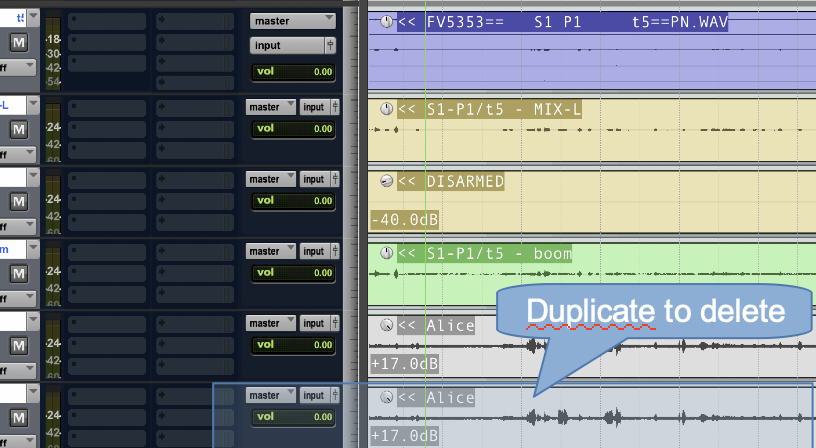 t5
master
<< FV5353== S1 P1 t5==PN.WAV
M
-18-
-30-
-42-
-54-
input
ff
vol 0.00
-L
master input
<< S1-P1/t5 - MIX-L
M
-24-
-42-
-60-
vol 0.00
ff
master input
<< DISARMED
M
-24-
-42-
-60-
vol 0.00
-40.0dB
ff
m
master input
<< S1-P1/t5 - boom
M
-24-
-42-
-60-
vol 0.00
ff
Duplicate to delete
master input
<< Alice
M
-24-
-42-
-60-
vol 0.00
+17.0dB
ff
master input
<< Alice
M
-24-
-42-
-60-
vol 0.00
+17.0dB
ff